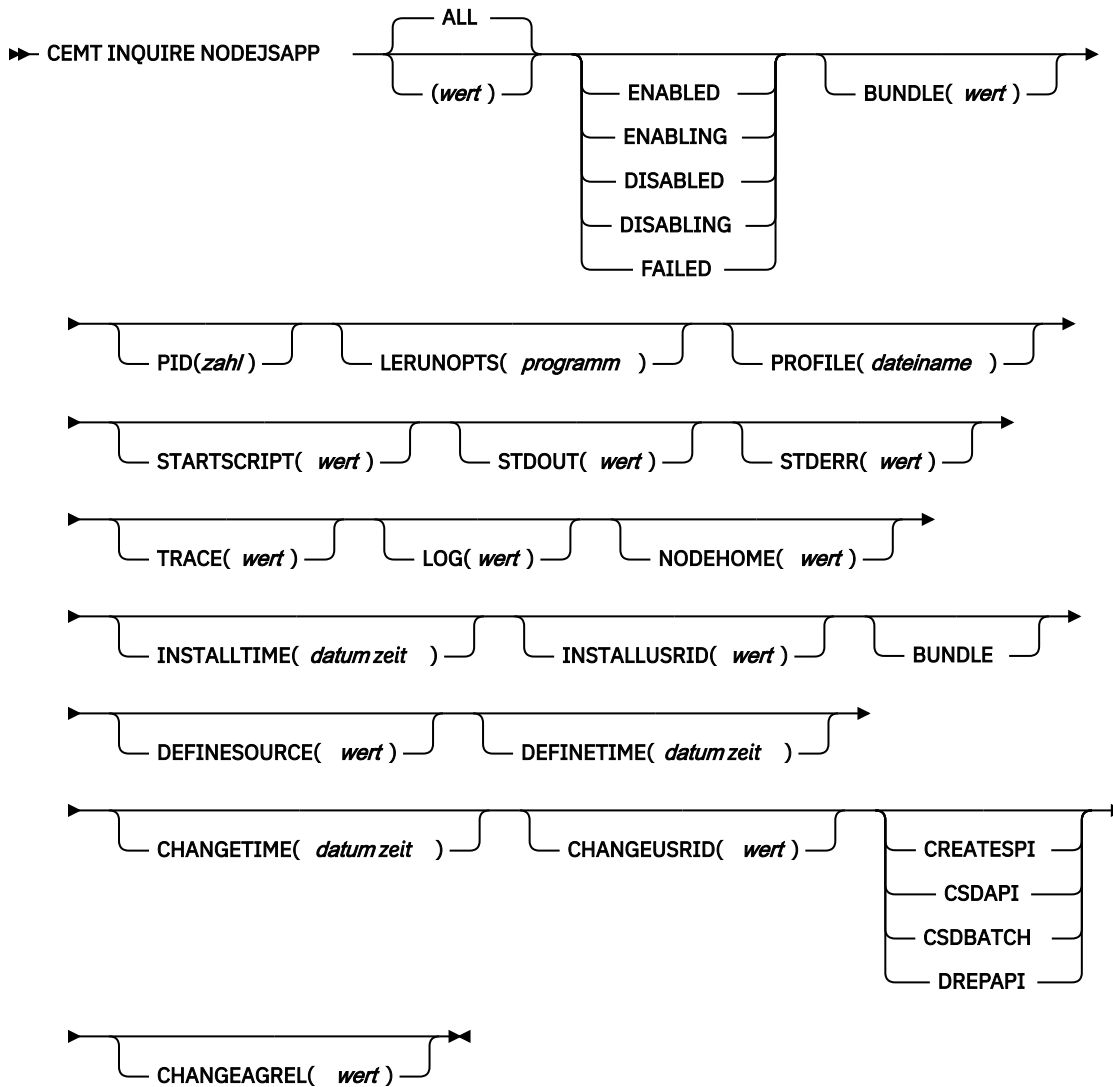 ALL
CEMT INQUIRE NODEJSAPP
(wert )
ENABLED
ENABLING
DISABLED
DISABLING
FAILED
BUNDLE( wert )
PID(zahl )
LERUNOPTS( programm )
PROFILE( dateiname )
STARTSCRIPT( wert )
STDOUT( wert )
STDERR( wert )
TRACE( wert )
LOG( wert )
NODEHOME( wert )
INSTALLTIME( datum zeit )
INSTALLUSRID( wert )
BUNDLE
DEFINESOURCE( wert )
DEFINETIME( datum zeit )
CHANGETIME( datum zeit )
CHANGEUSRID( wert )
CREATESPI
CSDAPI
CSDBATCH
DREPAPI
CHANGEAGREL( wert )